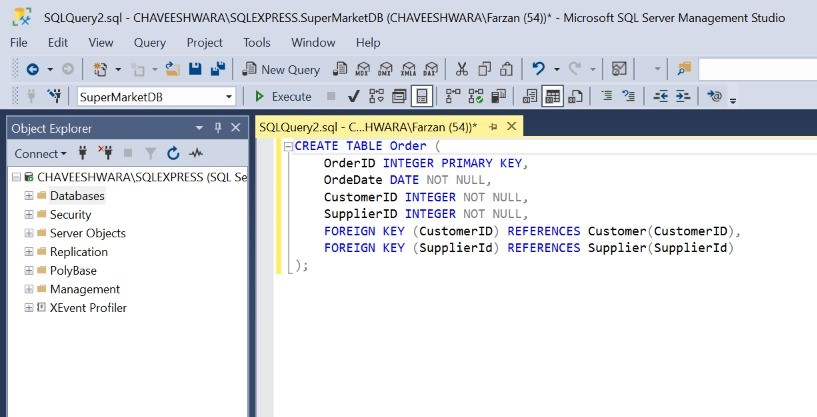 SQLQuery2.sql - CHAVEESHWARA\SQLEXPRESS.SuperMarketDB (CHAVEESHWARA\Farzan (54))* - Microsoft SQL Server Management Studio
File Edit View Query Project Tools Window Help
New Query MDX DMX XMLA DAX
SuperMarketDB Execute
Object Explorer
Connect
CHAVEESHWARA\SQLEXPRESS (SQL Se
Databases
Security
Server Objects
Replication
PolyBase
Management
XEvent Profiler
SQLQuery2.sql - C...HWARA\Farzan (54))*
CREATE TABLE Order (
OrderID INTEGER PRIMARY KEY,
OrdeDate DATE NOT NULL,
CustomerID INTEGER NOT NULL,
SupplierID INTEGER NOT NULL,
FOREIGN KEY (CustomerID) REFERENCES Customer(CustomerID),
FOREIGN KEY (SupplierId) REFERENCES Supplier(SupplierId)
);